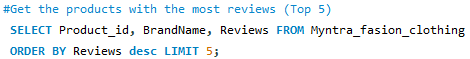 #Get the products with the most reviews (Top 5)
SELECT Product_id, BrandName, Reviews FROM Myntra_fasion_clothing
ORDER BY Reviews desc LIMIT 5;